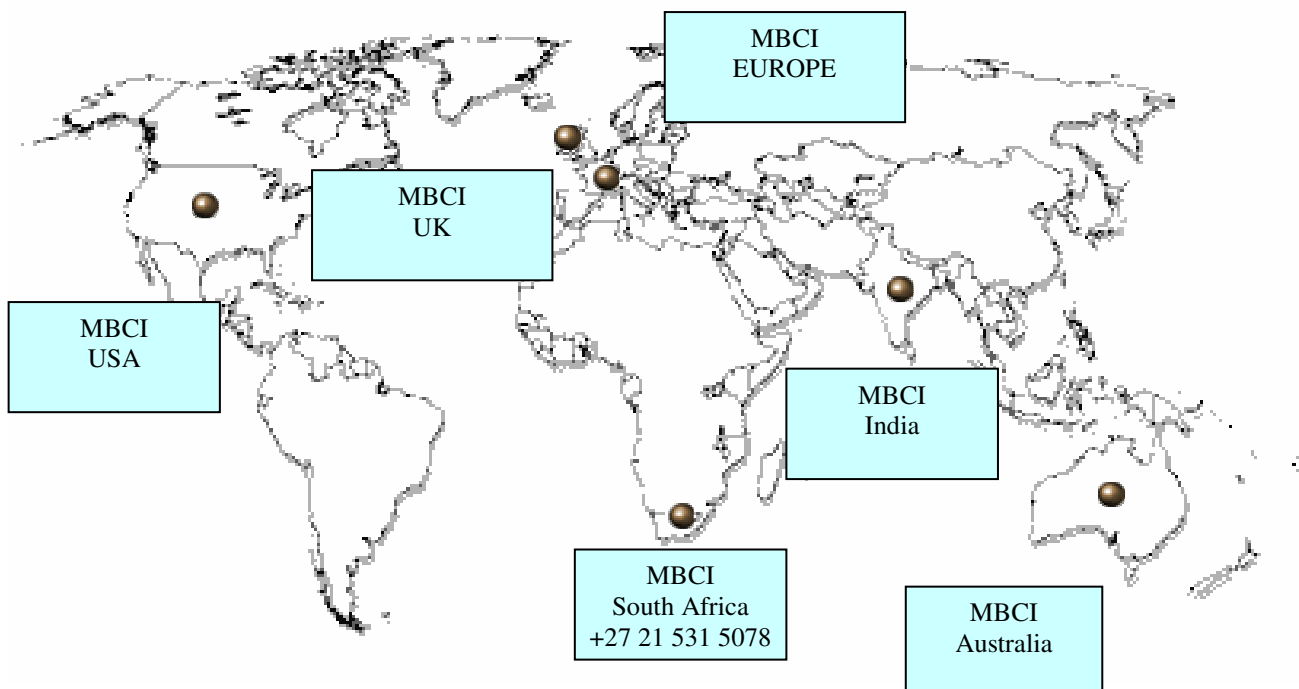 MBCI
EUROPE
MBCI
UK
MBCI
USA
MBCI
India
MBCI
South Africa
+27 21 531 5078
MBCI
Australia